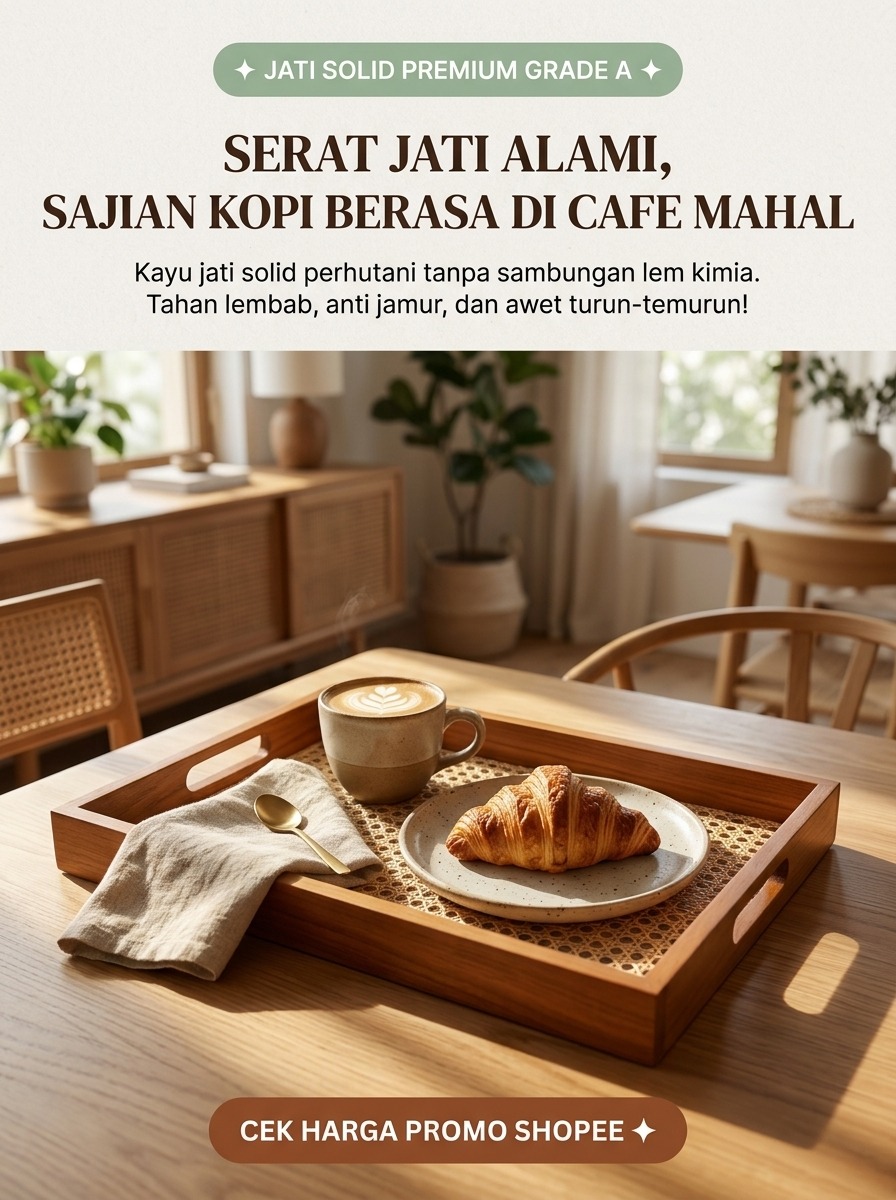 ✦ JATI SOLID PREMIUM GRADE A ✦
SERAT JATI ALAMI,
SAJIAN KOPI BERASA DI CAFE MAHAL
Kayu jati solid perhutani tanpa sambungan lem kimia.
Tahan lembab, anti jamur, dan awet turun-temurun!
CEK HARGA PROMO SHOPEE ✦